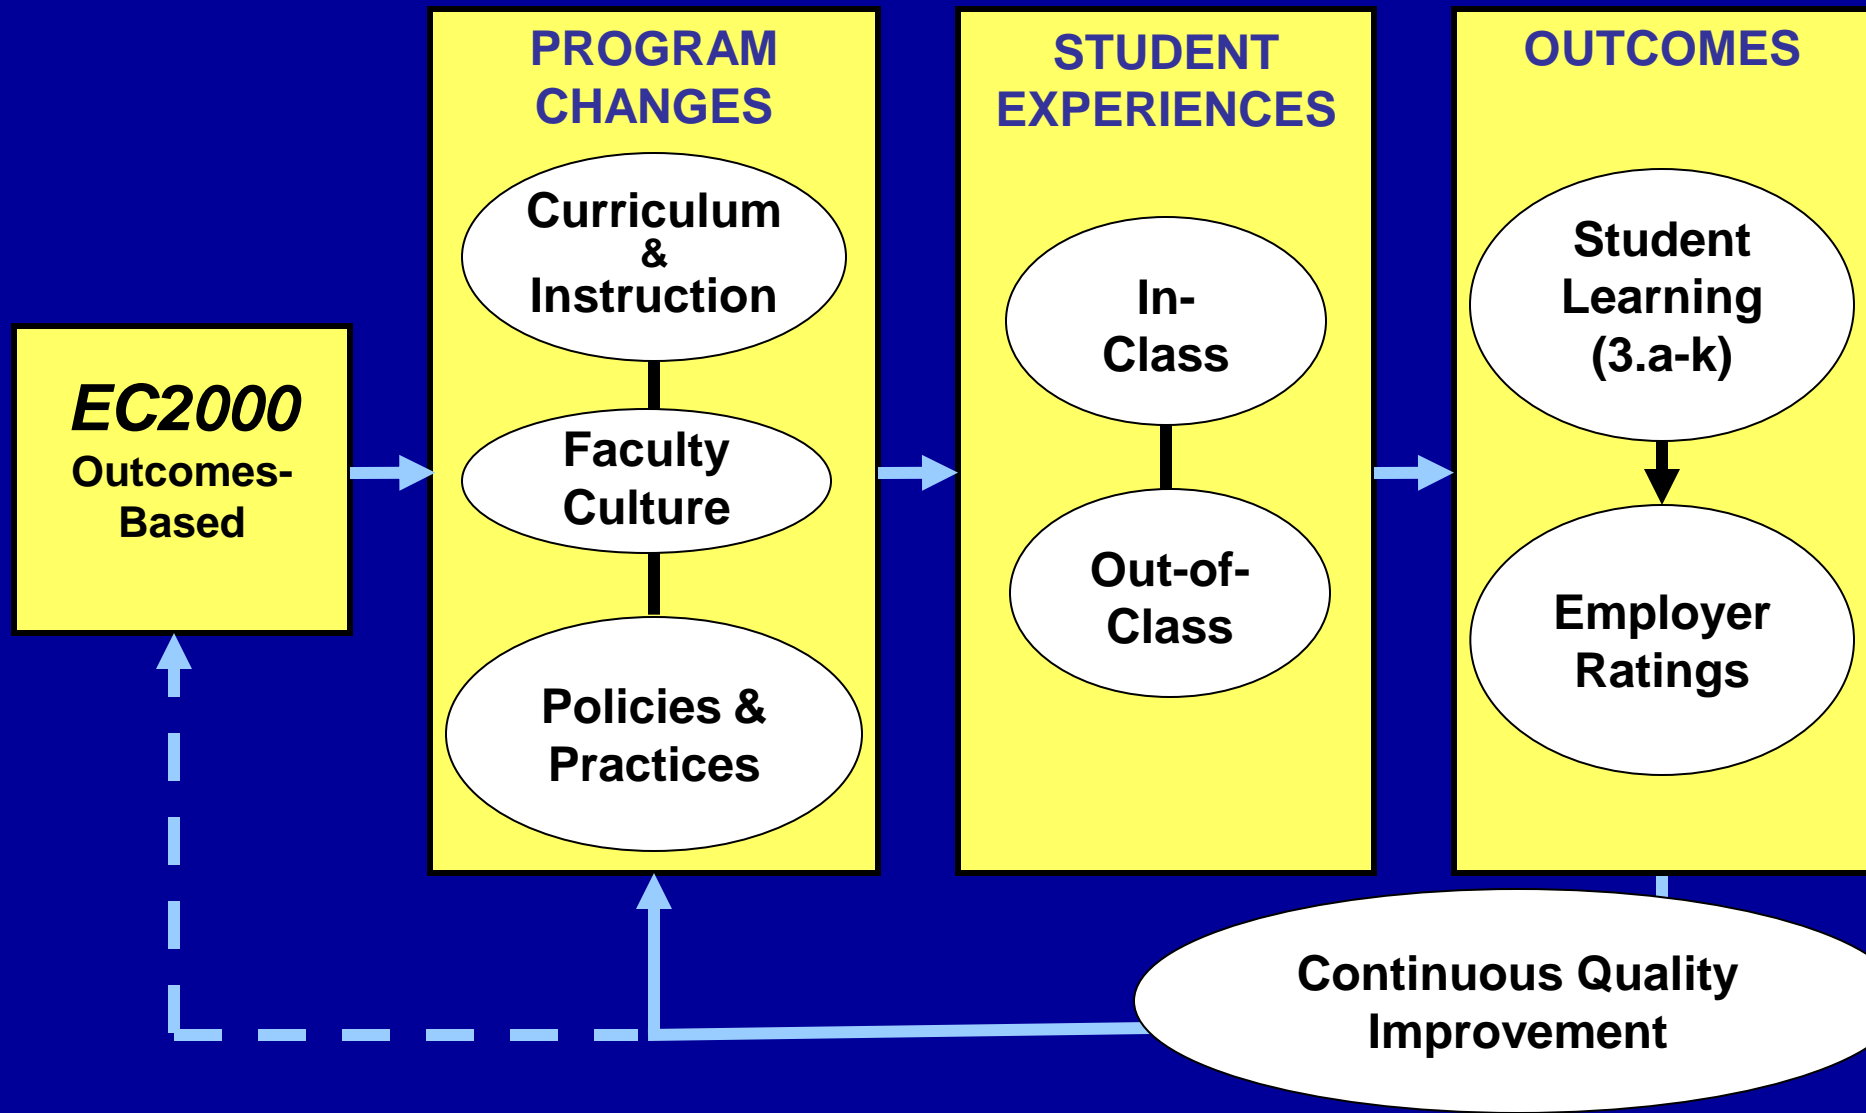 EC2000
Outcomes-
Based
PROGRAM
CHANGES
Curriculum
&
Instruction
Faculty
Culture
Policies &
Practices
STUDENT
EXPERIENCES
In-
Class
Out-of-
Class
OUTCOMES
Student
Learning
(3.a-k)
Employer
Ratings
Continuous Quality
Improvement